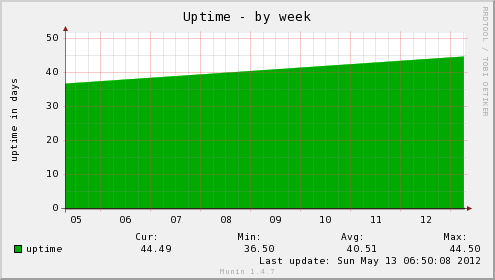 Uptime - by week
RRDTOOL / TOBI OETIKER
uptime in days
50
40
30
20
10
0
05 06 07 08 09 10 11 12
Cur: Min: Avg: Max:
uptime 44.49 36.50 40.51 44.50
Last update: Sun May 13 06:50:08 2012
Munin 1.4.7